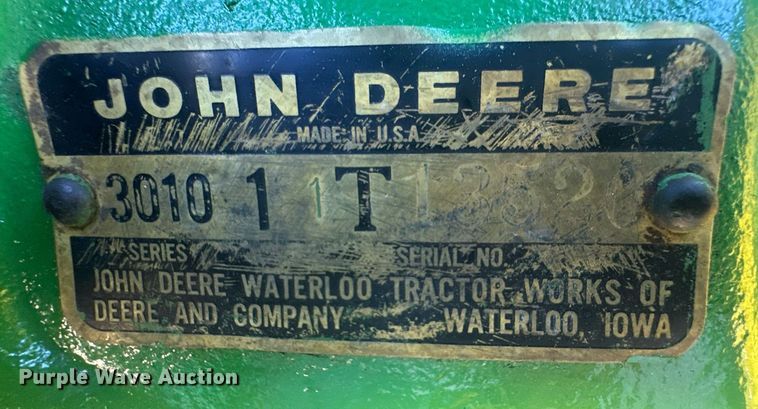 JOHN DEERE
MADE IN U.S.A.
3010 1 1 T
SERIES SERIAL NO.
JOHN DEERE WATERLOO TRACTOR WORKS OF
DEERE AND COMPANY WATERLOO, IOWA
Purple Wave Auction